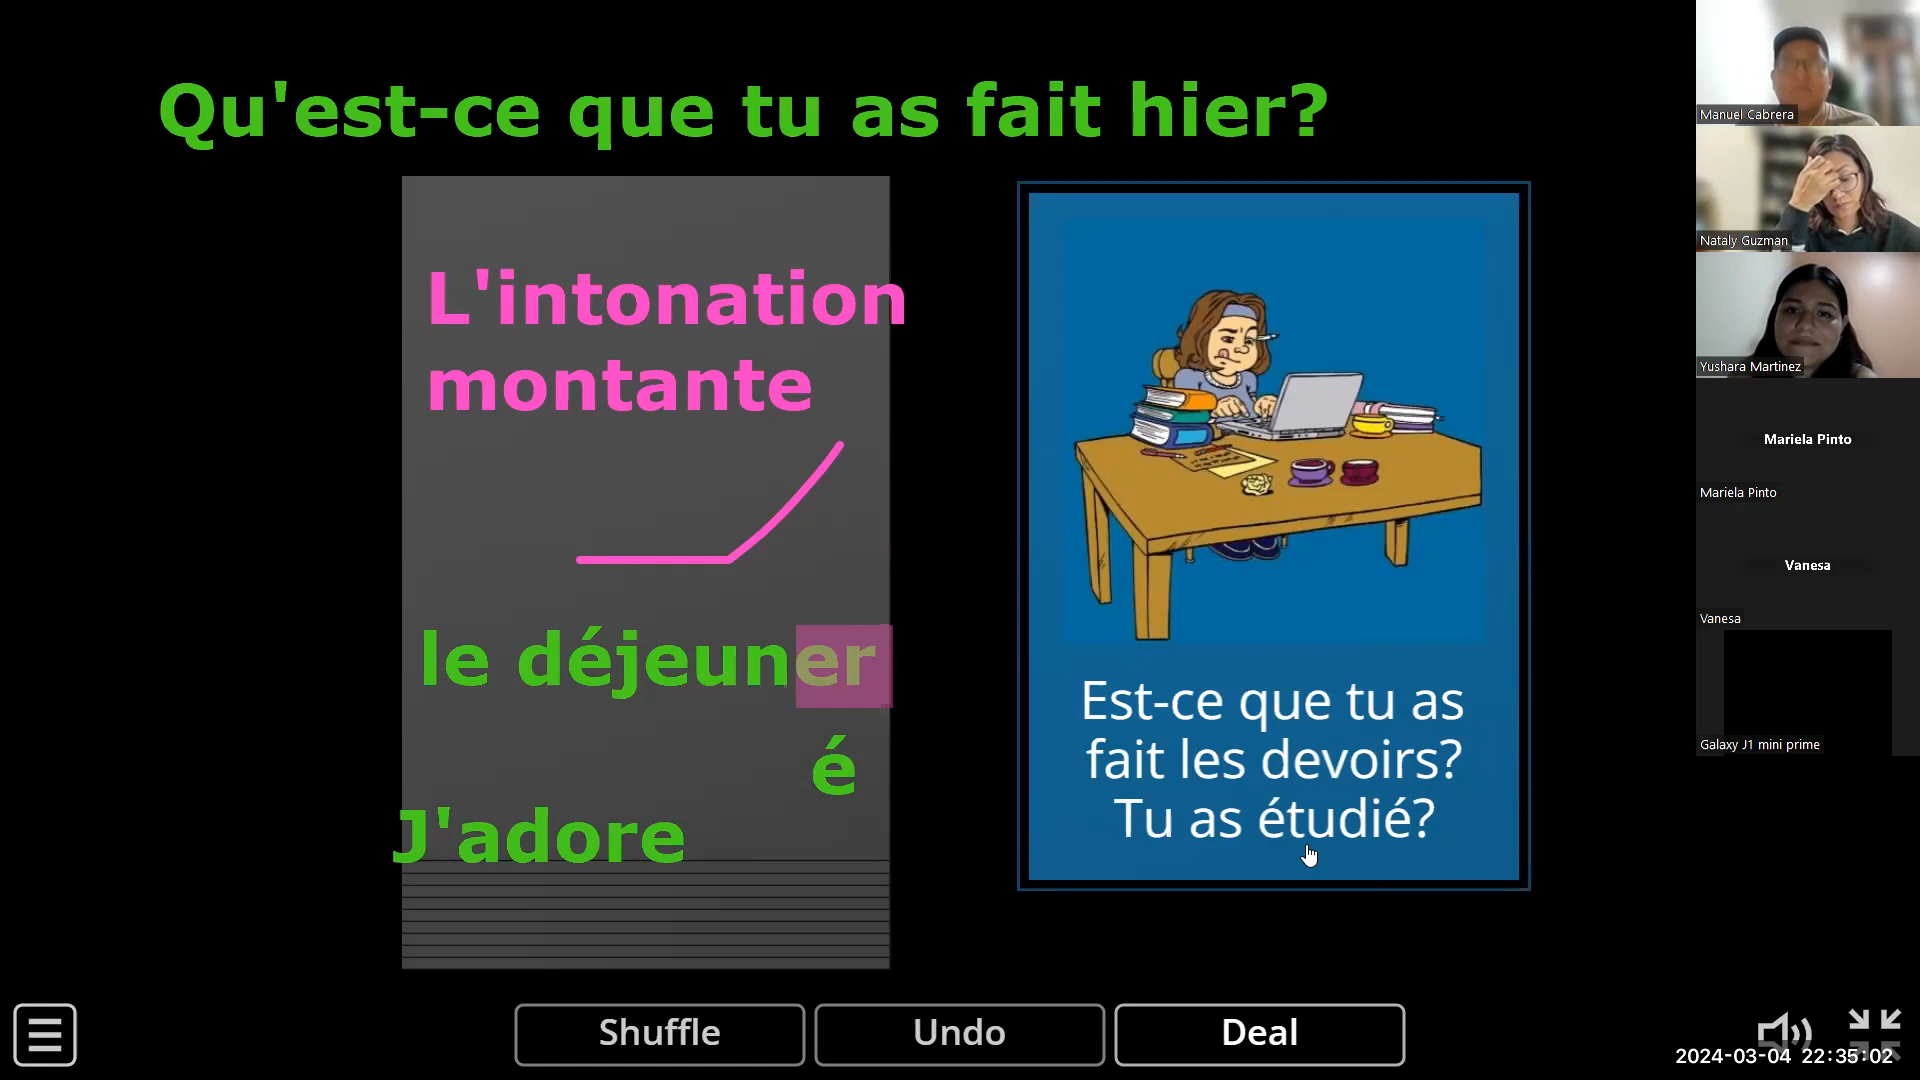 Qu'est-ce que tu as fait hier?
L'intonation
montante
le déjeuner
é
J'adore
Est-ce que tu as
fait les devoirs?
Tu as étudié?
Shuffle
Undo
Deal
Manuel Cabrera
Nataly Guzman
Yushara Martinez
Mariela Pinto
Mariela Pinto
Vanesa
Vanesa
Galaxy J1 mini prime
2024-03-04 22:35:02